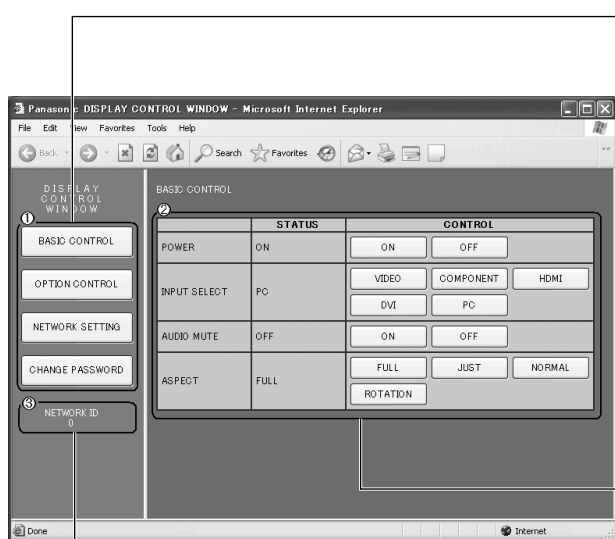 Panasonic DISPLAY CONTROL WINDOW - Microsoft Internet Explorer
File Edit View Favorites Tools Help
Back Search Favorites
DISPLAY
CONTROL
WINDOW
①
BASIC CONTROL
OPTION CONTROL
NETWORK SETTING
CHANGE PASSWORD
③
NETWORK ID
0
BASIC CONTROL
②
STATUS CONTROL
POWER ON ON OFF
INPUT SELECT PC VIDEO COMPONENT HDMI
DVI PC
AUDIO MUTE OFF ON OFF
ASPECT FULL FULL JUST NORMAL
ROTATION
Done Internet